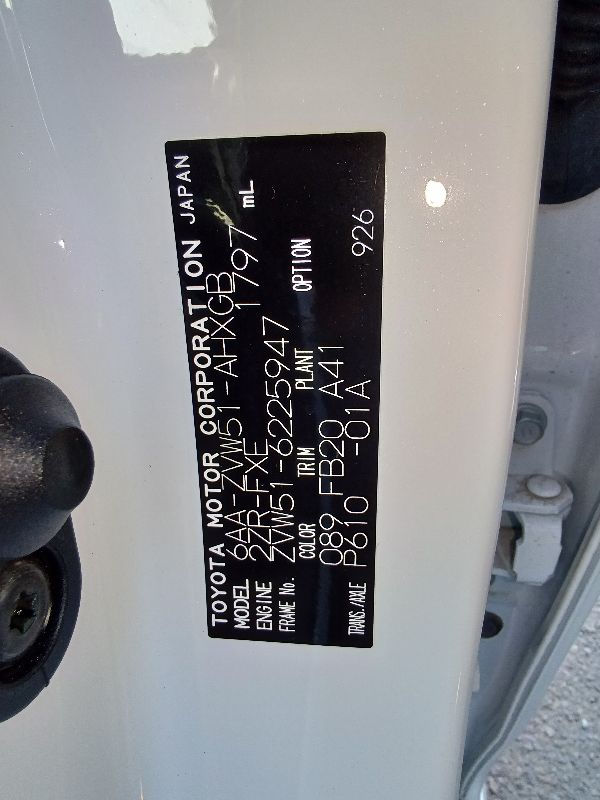 TOYOTA MOTOR CORPORATION JAPAN
MODEL 6AA-ZVW51-AHXGB
ENGINE 2ZR-FXE 1797 mL
FRAME No. ZVW51-6225947
COLOR TRIM PLANT OPTION
089 FB20 A41
TRANS./AXLE P610 -01A 926